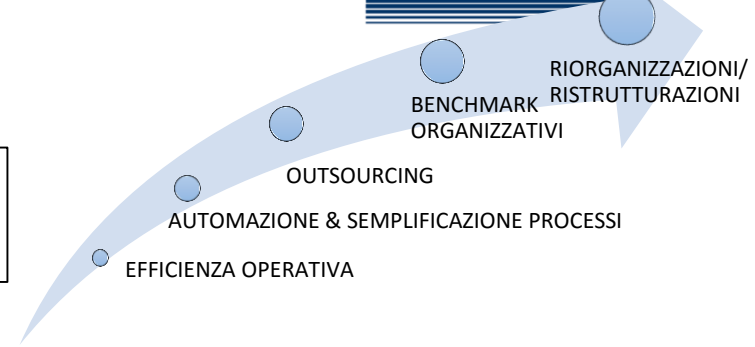 RIORGANIZZAZIONI/
RISTRUTTURAZIONI
BENCHMARK
ORGANIZZATIVI
OUTSOURCING
AUTOMAZIONE & SEMPLIFICAZIONE PROCESSI
EFFICIENZA OPERATIVA